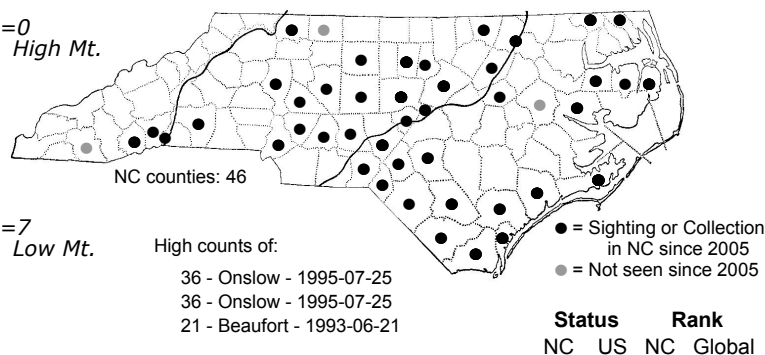 =0
High Mt.
NC counties: 46
=7
Low Mt.
High counts of:
36 - Onslow - 1995-07-25
36 - Onslow - 1995-07-25
21 - Beaufort - 1993-06-21
● = Sighting or Collection
in NC since 2005
● = Not seen since 2005
Status Rank
NC US NC Global